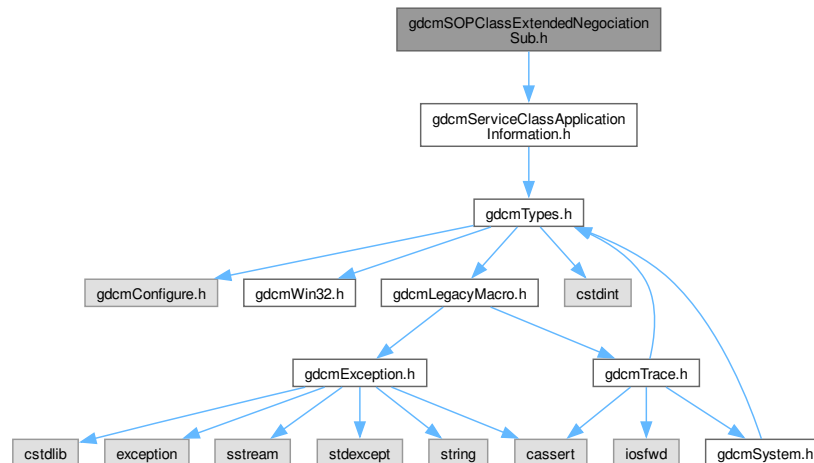 gdcmSOPClassExtendedNegociation
Sub.h
gdcmServiceClassApplication
Information.h
gdcmTypes.h
gdcmConfigure.h
gdcmWin32.h
gdcmLegacyMacro.h
cstdint
gdcmException.h
gdcmTrace.h
cstdlib
exception
sstream
stdexcept
string
cassert
iosfwd
gdcmSystem.h